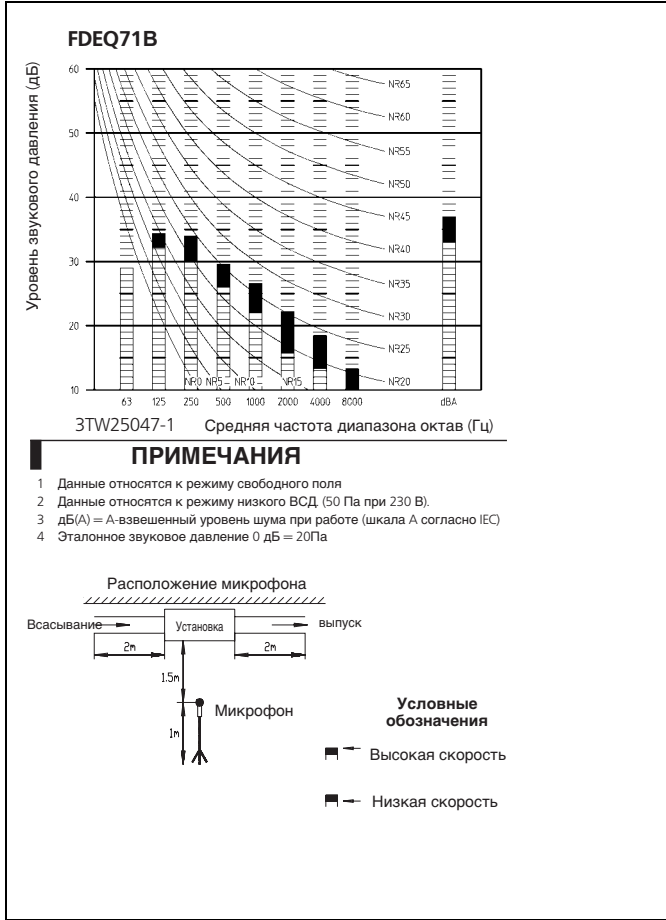 FDEQ71B
Уровень звукового давления (дБ)
60
50
40
30
20
10
NR65
NR60
NR55
NR50
NR45
NR40
NR35
NR30
NR25
NR20
NR0 NR5 NR10 NR15
63 125 250 500 1000 2000 4000 8000 dBA
3TW25047-1 Средняя частота диапазона октав (Гц)
ПРИМЕЧАНИЯ
1 Данные относятся к режиму свободного поля
2 Данные относятся к режиму низкого ВСД. (50 Па при 230 В).
3 дБ(А) = А-взвешенный уровень шума при работе (шкала А согласно IEC)
4 Эталонное звуковое давление 0 дБ = 20Па
Расположение микрофона
Всасывание Установка выпуск
2m 2m
1.5m
Микрофон
1m
Условные
обозначения
Высокая скорость
Низкая скорость